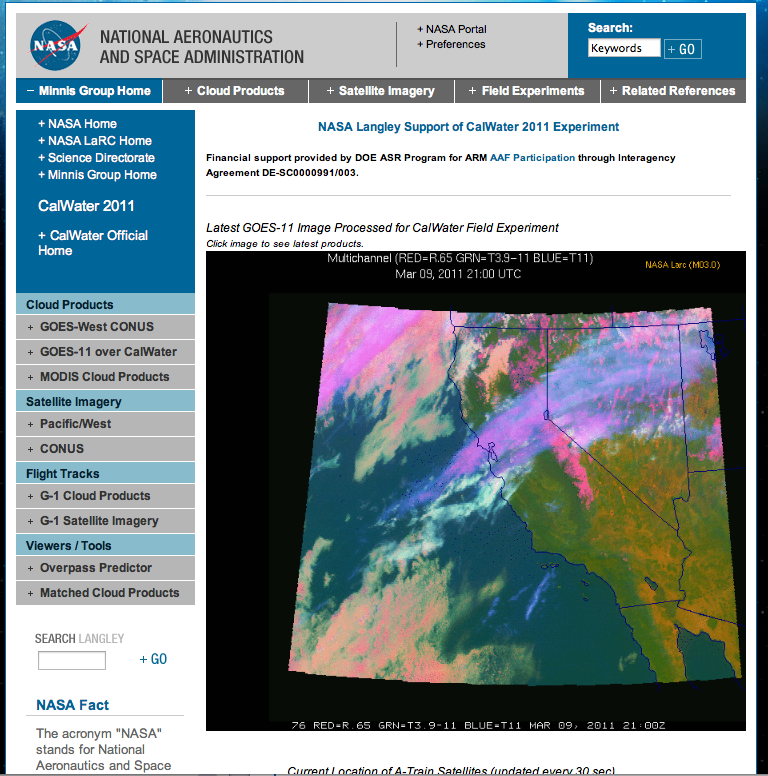 NASA
NATIONAL AERONAUTICS
AND SPACE ADMINISTRATION
+ NASA Portal
+ Preferences
Search:
Keywords
+ GO
− Minnis Group Home
+ Cloud Products
+ Satellite Imagery
+ Field Experiments
+ Related References
+ NASA Home
+ NASA LaRC Home
+ Science Directorate
+ Minnis Group Home
CalWater 2011
+ CalWater Official
Home
Cloud Products
+ GOES-West CONUS
+ GOES-11 over CalWater
+ MODIS Cloud Products
Satellite Imagery
+ Pacific/West
+ CONUS
Flight Tracks
+ G-1 Cloud Products
+ G-1 Satellite Imagery
Viewers / Tools
+ Overpass Predictor
+ Matched Cloud Products
SEARCH LANGLEY
+ GO
NASA Fact
The acronym "NASA"
stands for National
Aeronautics and Space
NASA Langley Support of CalWater 2011 Experiment
Financial support provided by DOE ASR Program for ARM AAF Participation through Interagency
Agreement DE-SC0000991/003.
Latest GOES-11 Image Processed for CalWater Field Experiment
Click image to see latest products.
Multichannel (RED=R.65 GRN=T3.9-11 BLUE=T11)
Mar 09, 2011 21:00 UTC
NASA Larc (M03.0)
76 RED=R.65 GRN=T3.9-11 BLUE=T11 MAR 09, 2011 21:00Z
Current Location of A-Train Satellites (updated every 30 sec)